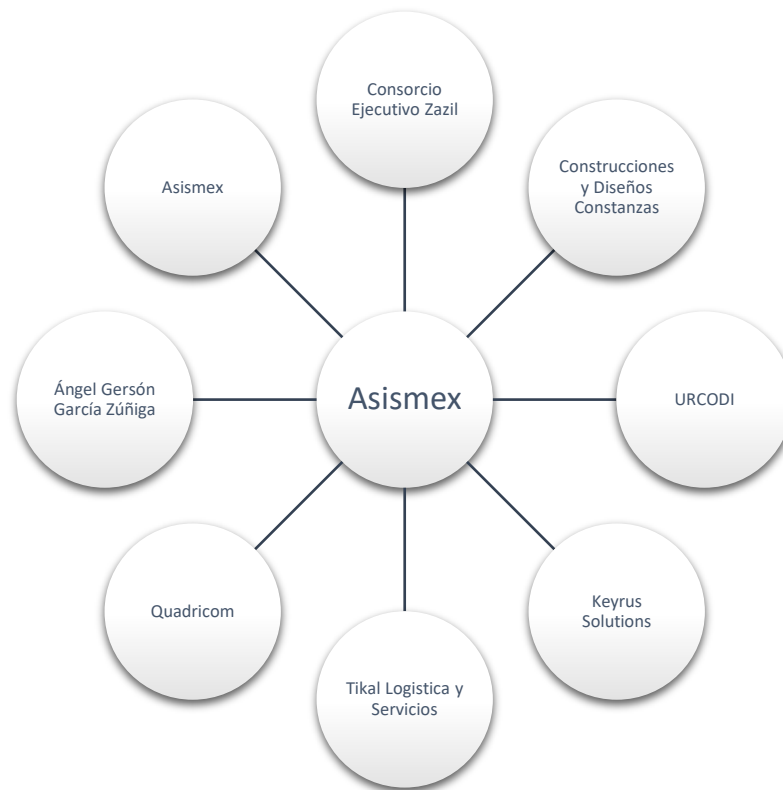 Consorcio
Ejecutivo Zazil
Asismex
Construcciones
y Diseños
Constanzas
Ángel Gersón
García Zúñiga
Asismex
URCODI
Quadricom
Keyrus
Solutions
Tikal Logistica y
Servicios